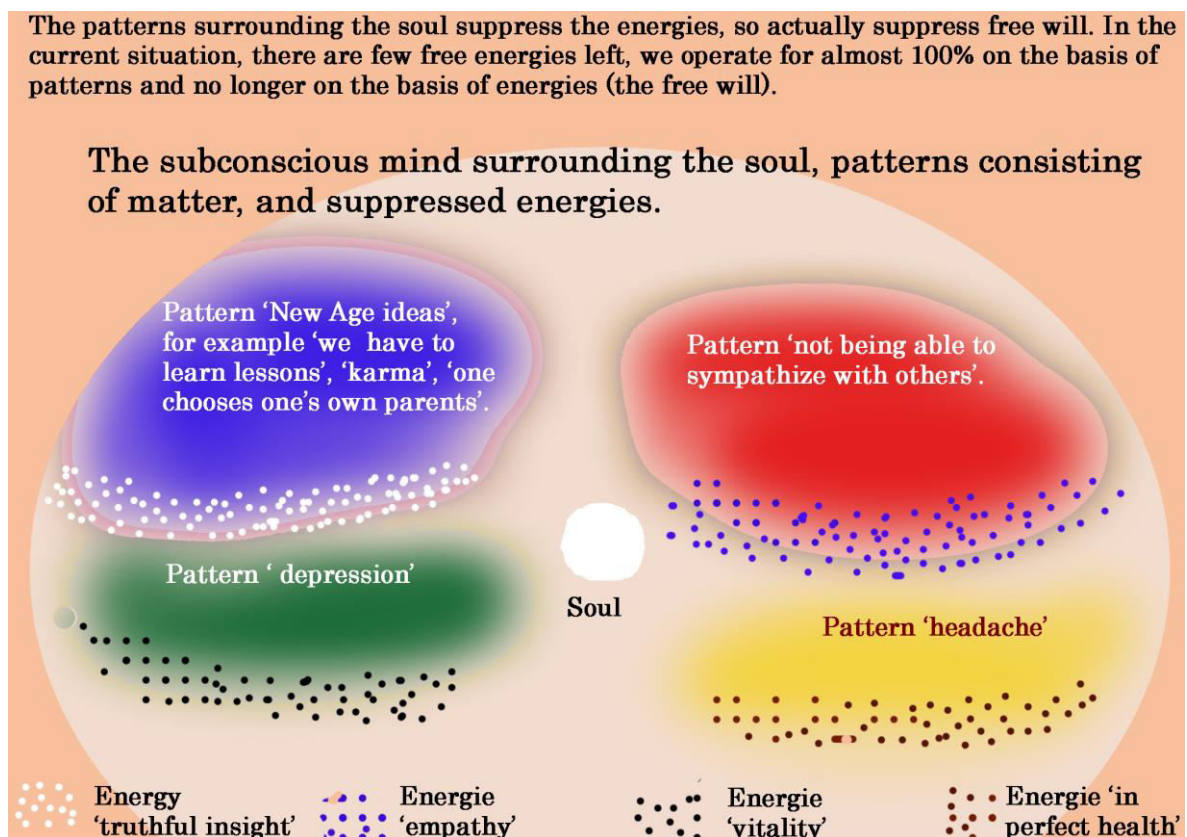 The patterns surrounding the soul suppress the energies, so actually suppress free will. In the
current situation, there are few free energies left, we operate for almost 100% on the basis of
patterns and no longer on the basis of energies (the free will).
The subconscious mind surrounding the soul, patterns consisting
of matter, and suppressed energies.
Pattern ‘New Age ideas’,
for example ‘we have to
learn lessons’, ‘karma’, ‘one
chooses one’s own parents’.
Pattern ‘not being able to
sympathize with others’.
Pattern ‘ depression’
Soul
Pattern ‘headache’
Energy
‘truthful insight’
Energie
‘empathy’
Energie
‘vitality’
Energie ‘in
perfect health’